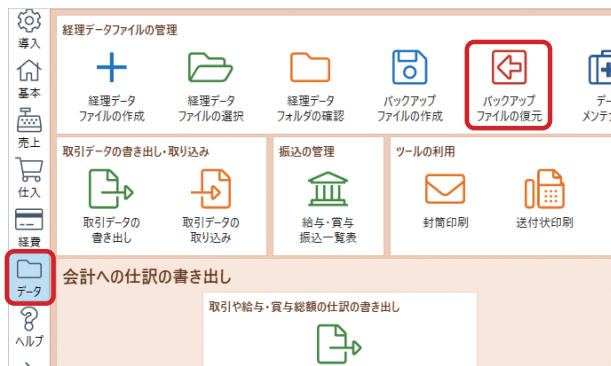 導入
基本
売上
仕入
経費
データ
ヘルプ
経理データファイルの管理
経理データ
ファイルの作成
経理データ
ファイルの選択
経理データ
フォルダの確認
バックアップ
ファイルの作成
バックアップ
ファイルの復元
デー
メンテナ
取引データの書き出し・取り込み
取引データの
書き出し
取引データの
取り込み
振込の管理
給与・賞与
振込一覧表
ツールの利用
封筒印刷
送付状印刷
会計への仕訳の書き出し
取引や給与・賞与総額の仕訳の書き出し